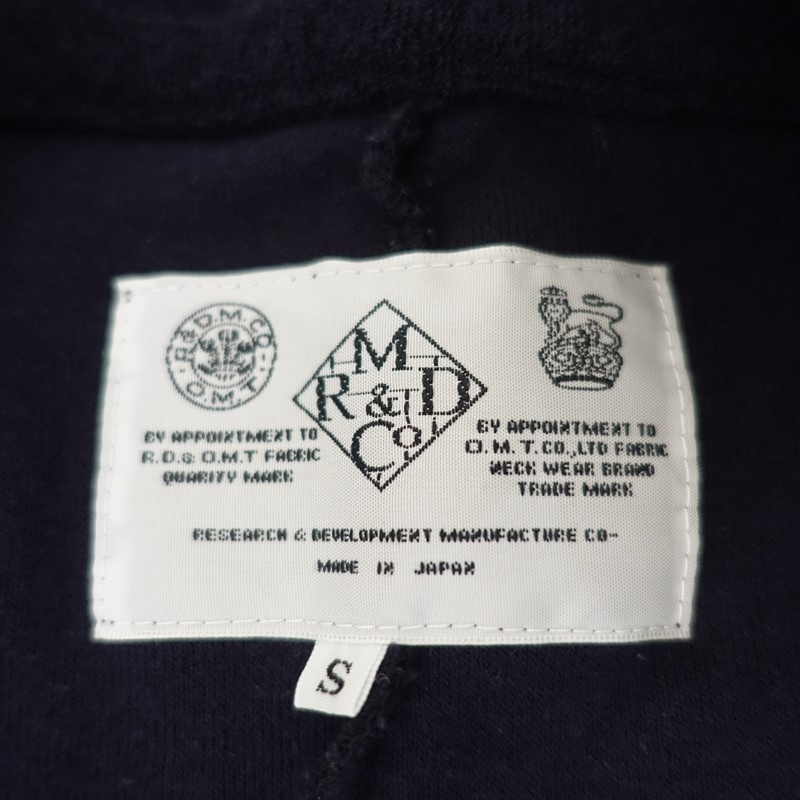 R.&D.M.CO
O.M.T
M
R & D
Co
BY APPOINTMENT TO
R.D.& O.M.T FABRIC
QUARITY MARK
BY APPOINTMENT TO
O.M.T.CO.,LTD FABRIC
NECK WEAR BRAND
TRADE MARK
RESEARCH & DEVELOPMENT MANUFACTURE CO-
MADE IN JAPAN
S